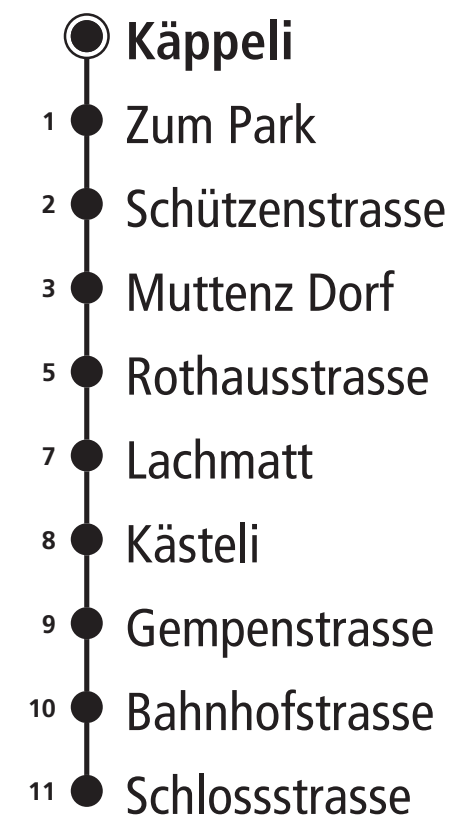 Käppeli
1 Zum Park
2 Schützenstrasse
3 Muttenz Dorf
5 Rothausstrasse
7 Lachmatt
8 Kästeli
9 Gempenstrasse
10 Bahnhofstrasse
11 Schlossstrasse